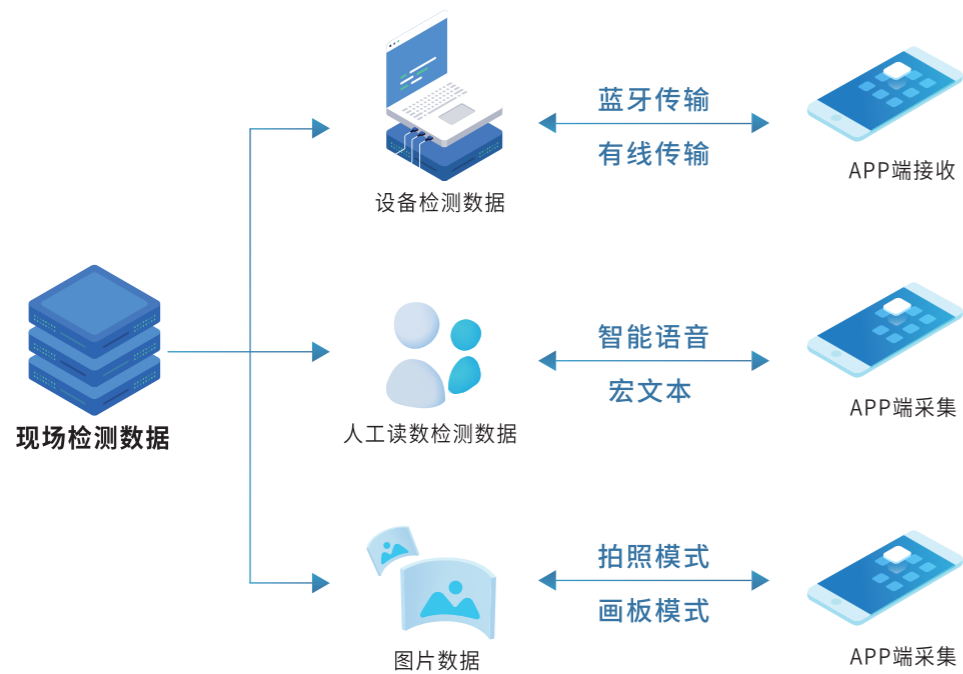 蓝牙传输
有线传输
APP端接收
设备检测数据
智能语音
宏文本
APP端采集
现场检测数据
人工读数检测数据
拍照模式
画板模式
APP端采集
图片数据